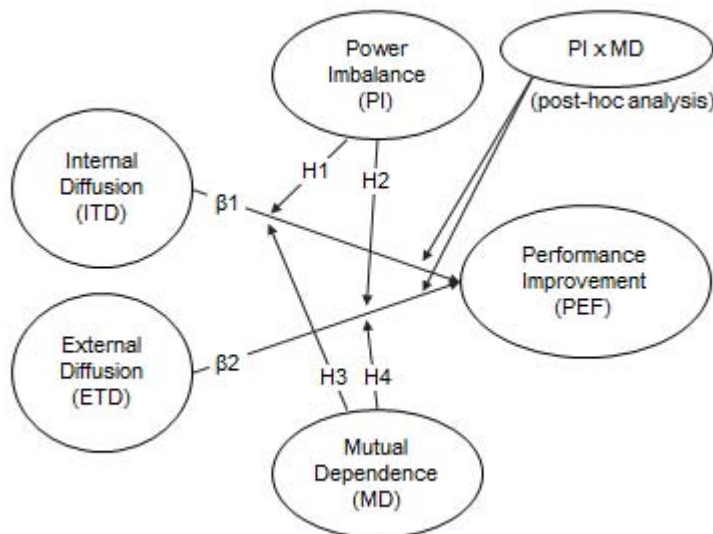 Power
Imbalance
(PI)
PI x MD
(post-hoc analysis)
Internal
Diffusion
(ITD)
H1
H2
β1
Performance
Improvement
(PEF)
External
Diffusion
(ETD)
β2
H3
H4
Mutual
Dependence
(MD)